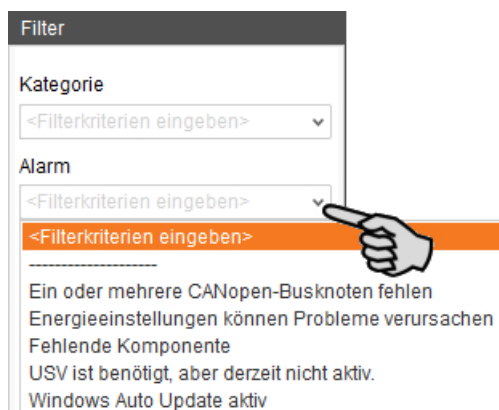 Filter
Kategorie
<Filterkriterien eingeben>
Alarm
<Filterkriterien eingeben>
<Filterkriterien eingeben>
--------------------
Ein oder mehrere CANopen-Busknoten fehlen
Energieeinstellungen können Probleme verursachen
Fehlende Komponente
USV ist benötigt, aber derzeit nicht aktiv.
Windows Auto Update aktiv